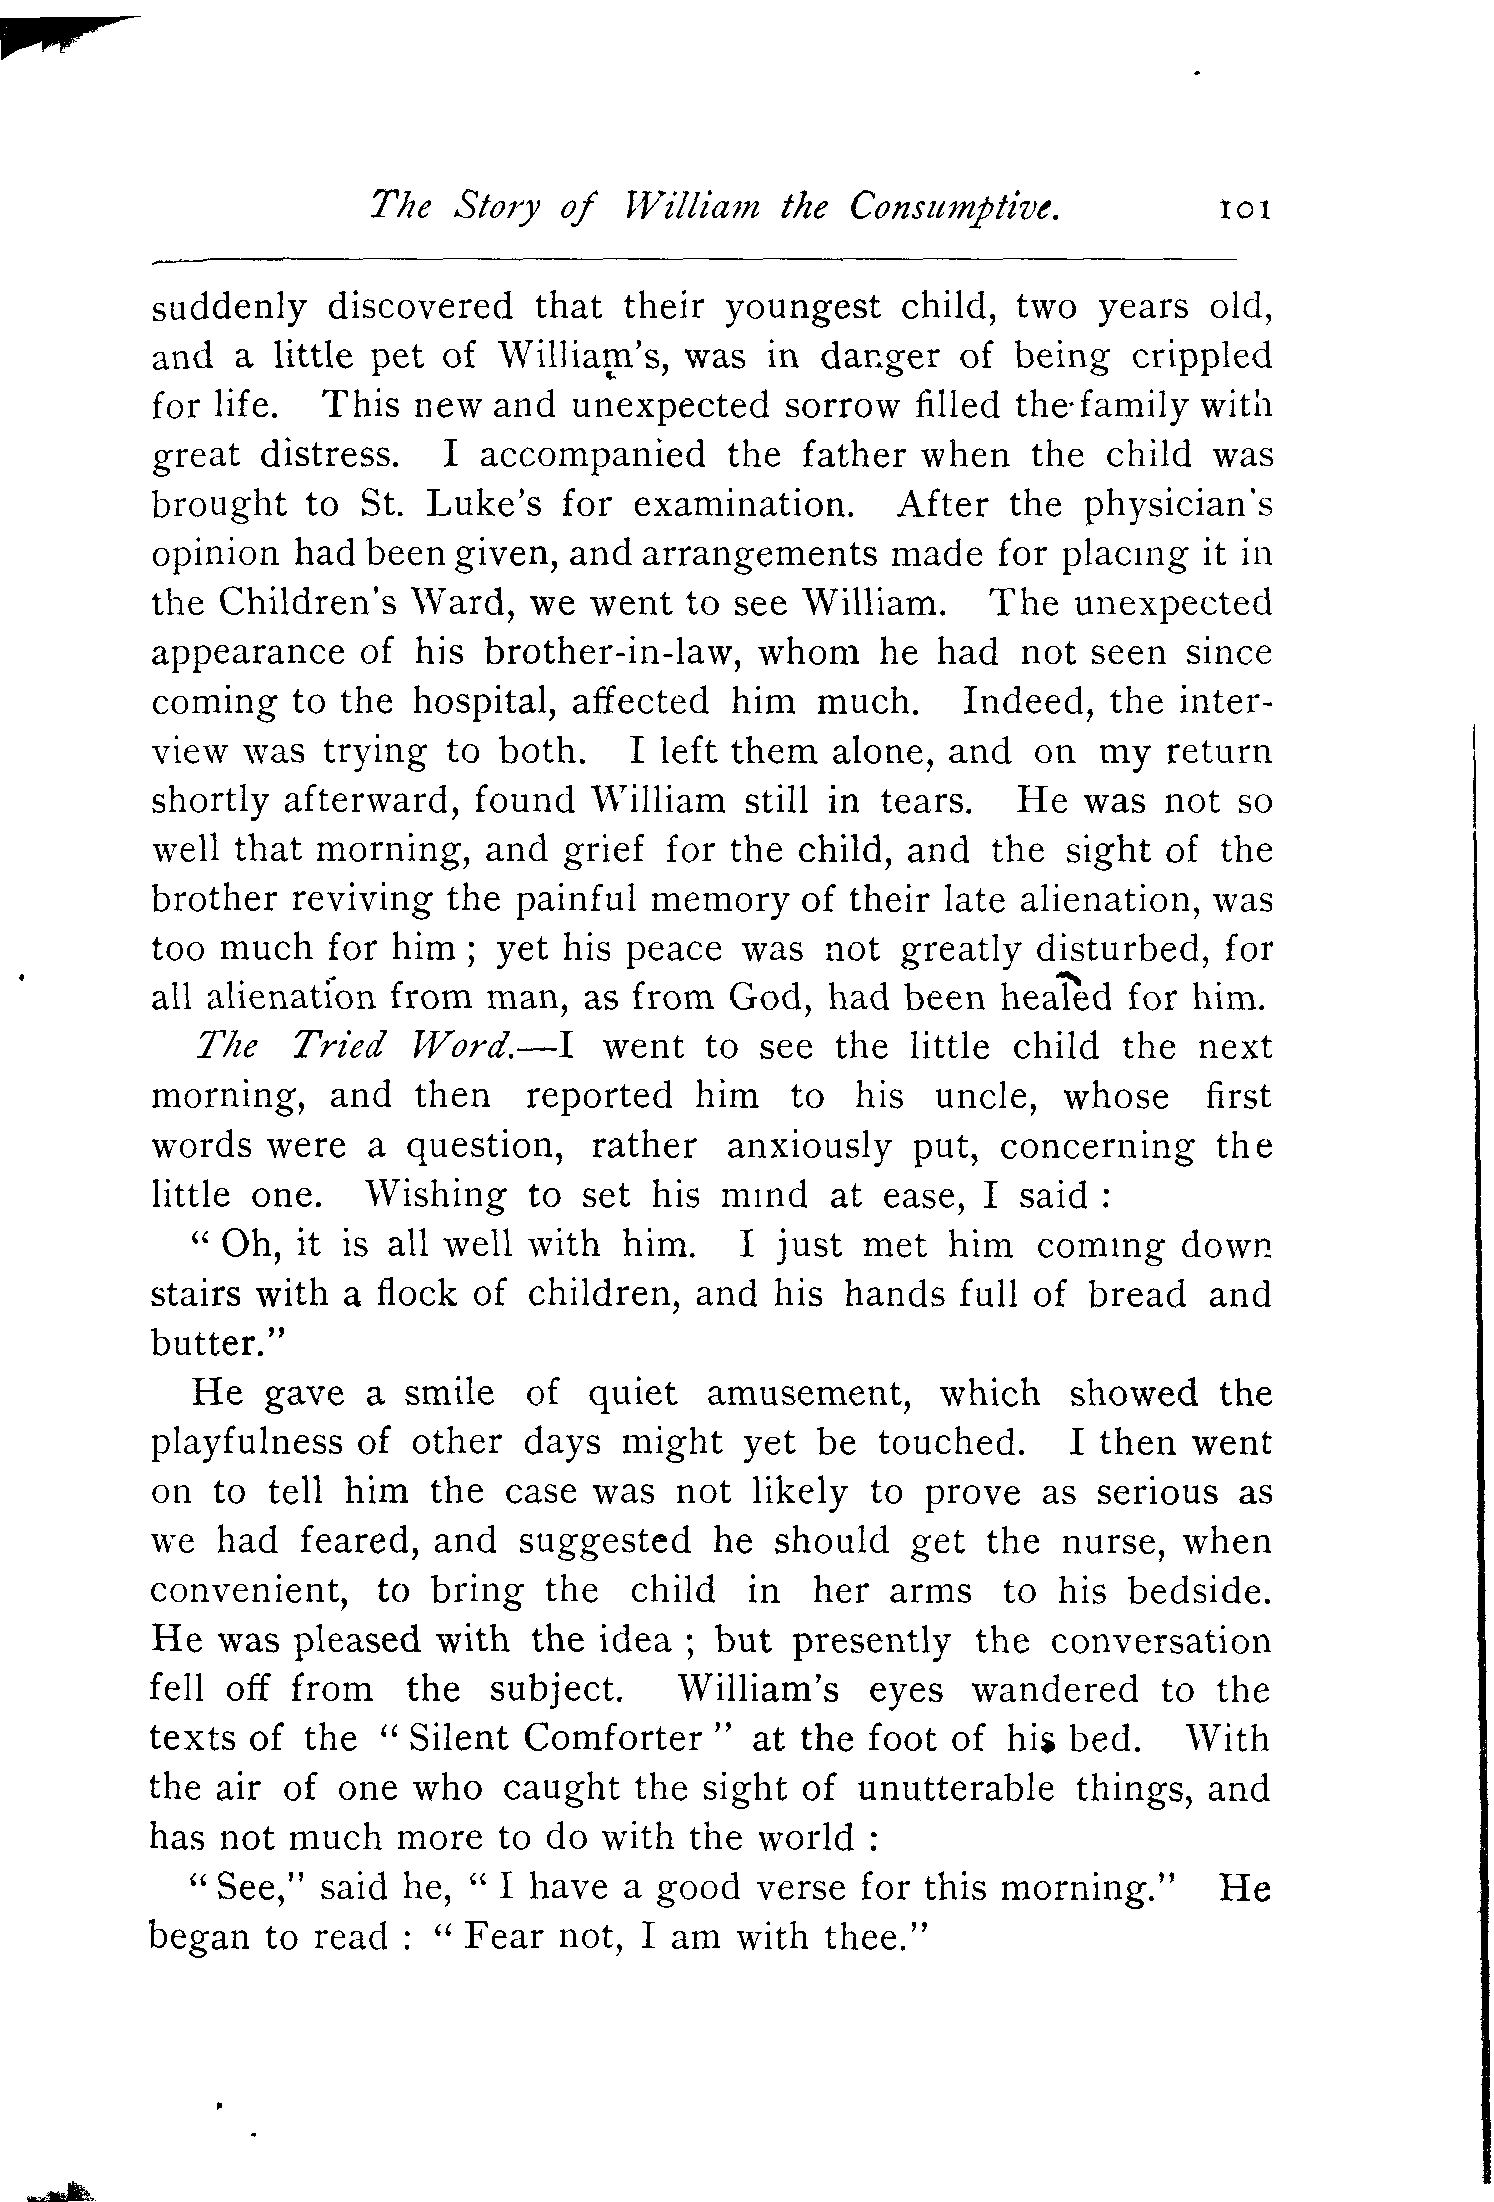 The Story of William the Consumptive. 101
suddenly discovered that their youngest child, two years old,
and a little pet of William's, was in danger of being crippled
for life. This new and unexpected sorrow filled the family with
great distress. I accompanied the father when the child was
brought to St. Luke's for examination. After the physician's
opinion had been given, and arrangements made for placing it in
the Children's Ward, we went to see William. The unexpected
appearance of his brother-in-law, whom he had not seen since
coming to the hospital, affected him much. Indeed, the inter-
view was trying to both. I left them alone, and on my return
shortly afterward, found William still in tears. He was not so
well that morning, and grief for the child, and the sight of the
brother reviving the painful memory of their late alienation, was
too much for him ; yet his peace was not greatly disturbed, for
all alienation from man, as from God, had been healed for him.
The Tried Word.—I went to see the little child the next
morning, and then reported him to his uncle, whose first
words were a question, rather anxiously put, concerning the
little one. Wishing to set his mind at ease, I said :
“ Oh, it is all well with him. I just met him coming down
stairs with a flock of children, and his hands full of bread and
butter.”
He gave a smile of quiet amusement, which showed the
playfulness of other days might yet be touched. I then went
on to tell him the case was not likely to prove as serious as
we had feared, and suggested he should get the nurse, when
convenient, to bring the child in her arms to his bedside.
He was pleased with the idea ; but presently the conversation
fell off from the subject. William's eyes wandered to the
texts of the “ Silent Comforter ” at the foot of his bed. With
the air of one who caught the sight of unutterable things, and
has not much more to do with the world :
“ See,” said he, “ I have a good verse for this morning.” He
began to read : “ Fear not, I am with thee.”